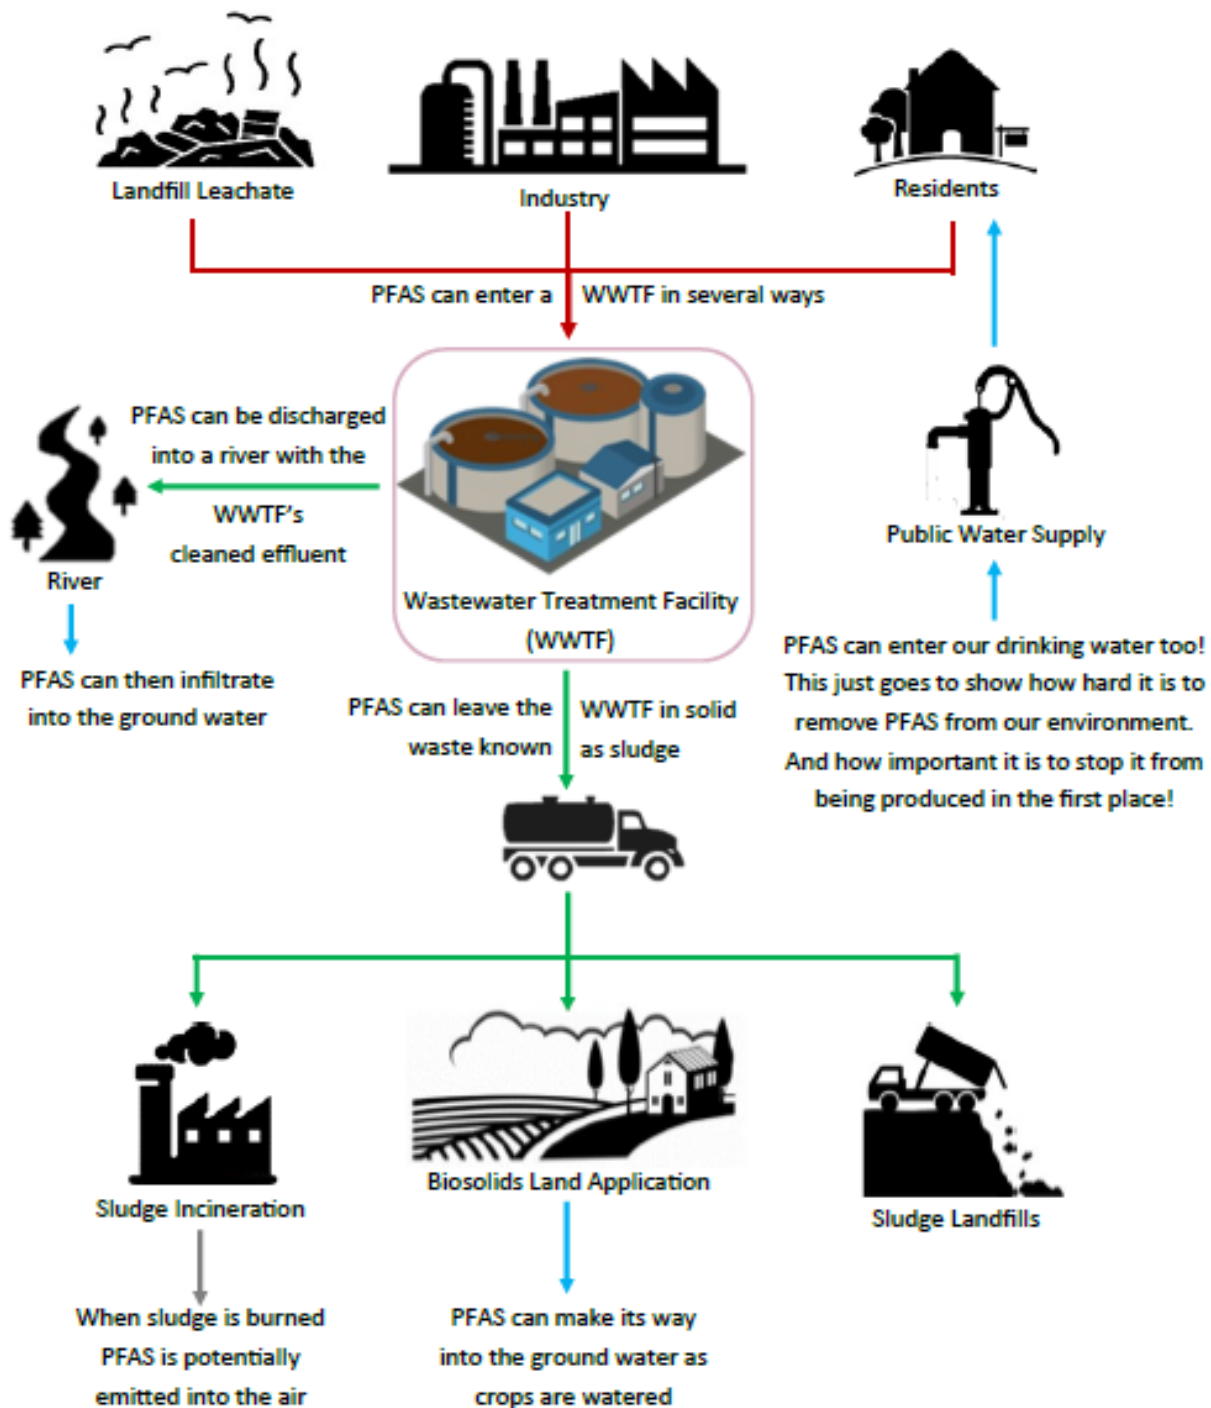 Landfill Leachate
Industry
Residents
PFAS can enter a WWTF in several ways
PFAS can be discharged
into a river with the
WWTF's
cleaned effluent
River
PFAS can then infiltrate
into the ground water
Wastewater Treatment Facility
(WWTF)
Public Water Supply
PFAS can enter our drinking water too!
This just goes to show how hard it is to
remove PFAS from our environment.
And how important it is to stop it from
being produced in the first place!
PFAS can leave the WWTF in solid
waste known as sludge
Sludge Incineration
Biosolids Land Application
Sludge Landfills
When sludge is burned
PFAS is potentially
emitted into the air
PFAS can make its way
into the ground water as
crops are watered